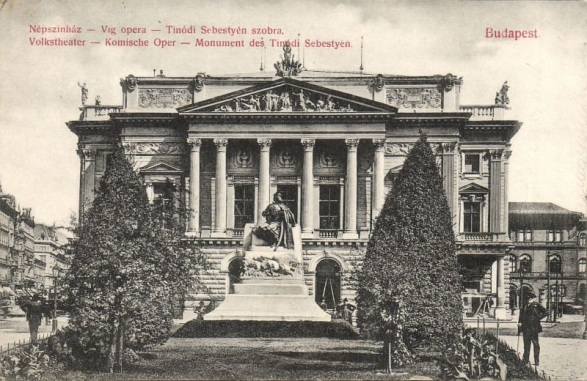 Népszinház — Vig opera — Tinódi Sebestyén szobra.
Volkstheater — Komische Oper — Monument des Tinódi Sebestyén.
Budapest.